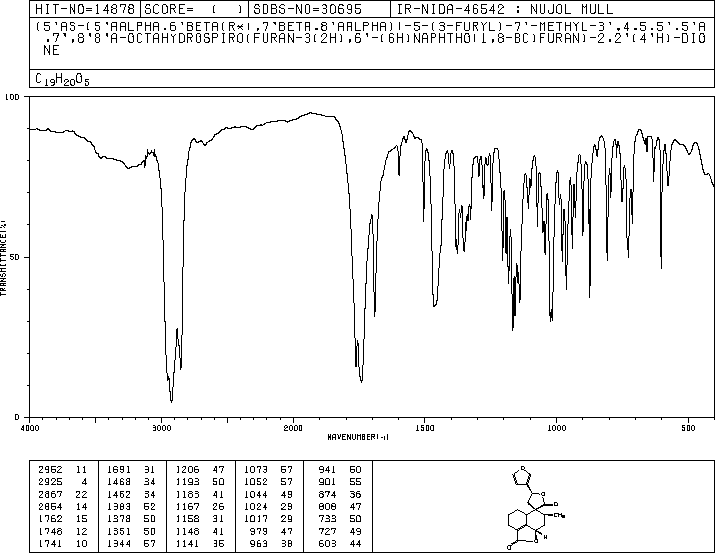 HIT-NO=14878 SCORE= ( ) SDBS-NO=30695 IR-NIDA-46542 : NUJOL MULL
(5'AS-(5'AALPHA,6'BETA(R*),7'BETA,8'AALPHA))-5-(3-FURYL)-7'-METHYL-3',4,5,5',5'A
,7',8'8'A-OCTAHYDROSPIRO(FURAN-3(2H),6'-(6H)NAPHTHO(1,8-BC)FURAN)-2,2'(4'H)-DIO
NE
C19H20O5
100
TRANSMITTANCE(%)
50
0
4000 3000 2000 1500 1000 500
WAVENUMBER(-1)
2952 11 1691 31 1206 47 1073 57 941 50
2925 4 1468 34 1193 50 1052 57 901 55
2867 22 1462 34 1183 41 1044 49 874 36
2854 14 1383 52 1167 26 1024 29 808 47
1762 15 1378 50 1158 31 1017 29 733 50
1748 12 1351 50 1148 41 979 47 727 49
1741 10 1344 57 1141 35 963 38 603 44
O
O
O
CH3
O
H
O